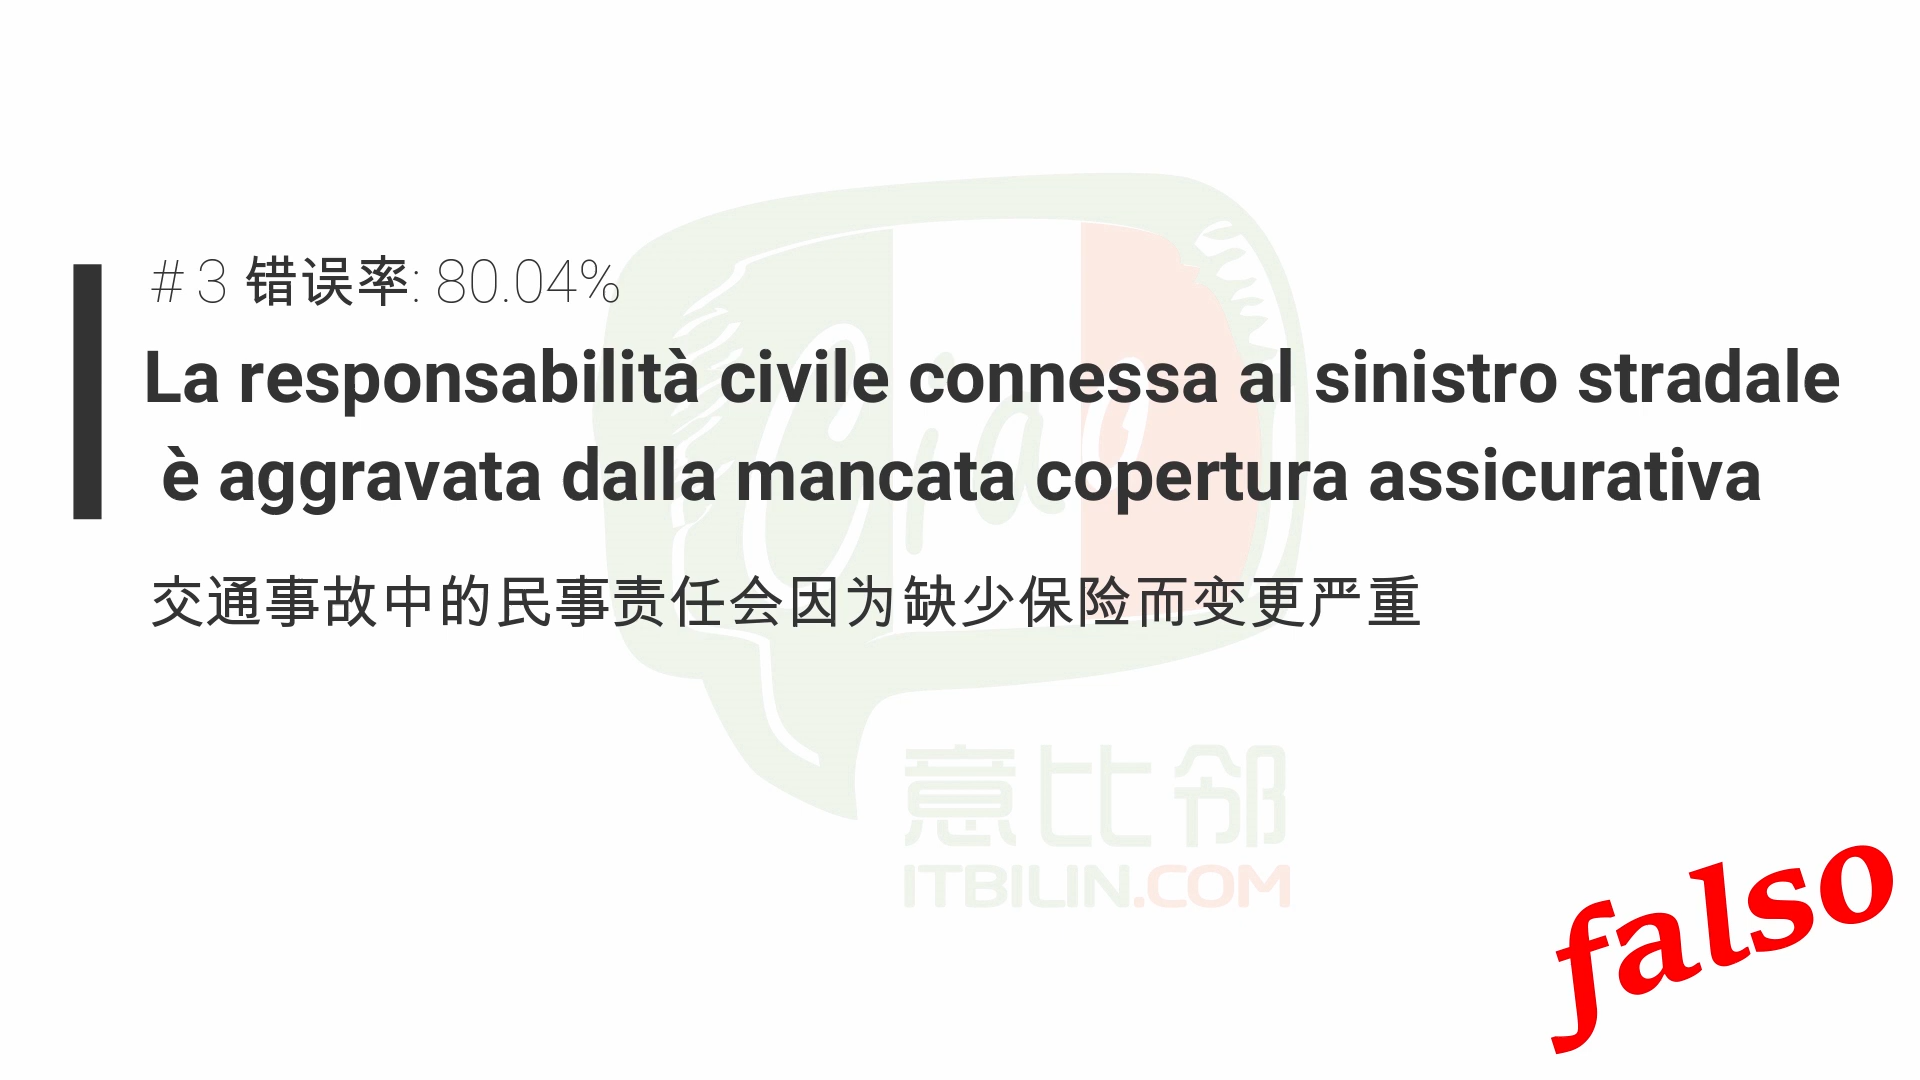 # 3 错误率: 80.04%
La responsabilità civile connessa al sinistro stradale
è aggravata dalla mancata copertura assicurativa
交通事故中的民事责任会因为缺少保险而变更严重
Ciao
意比邻
ITBILIN.COM
falso